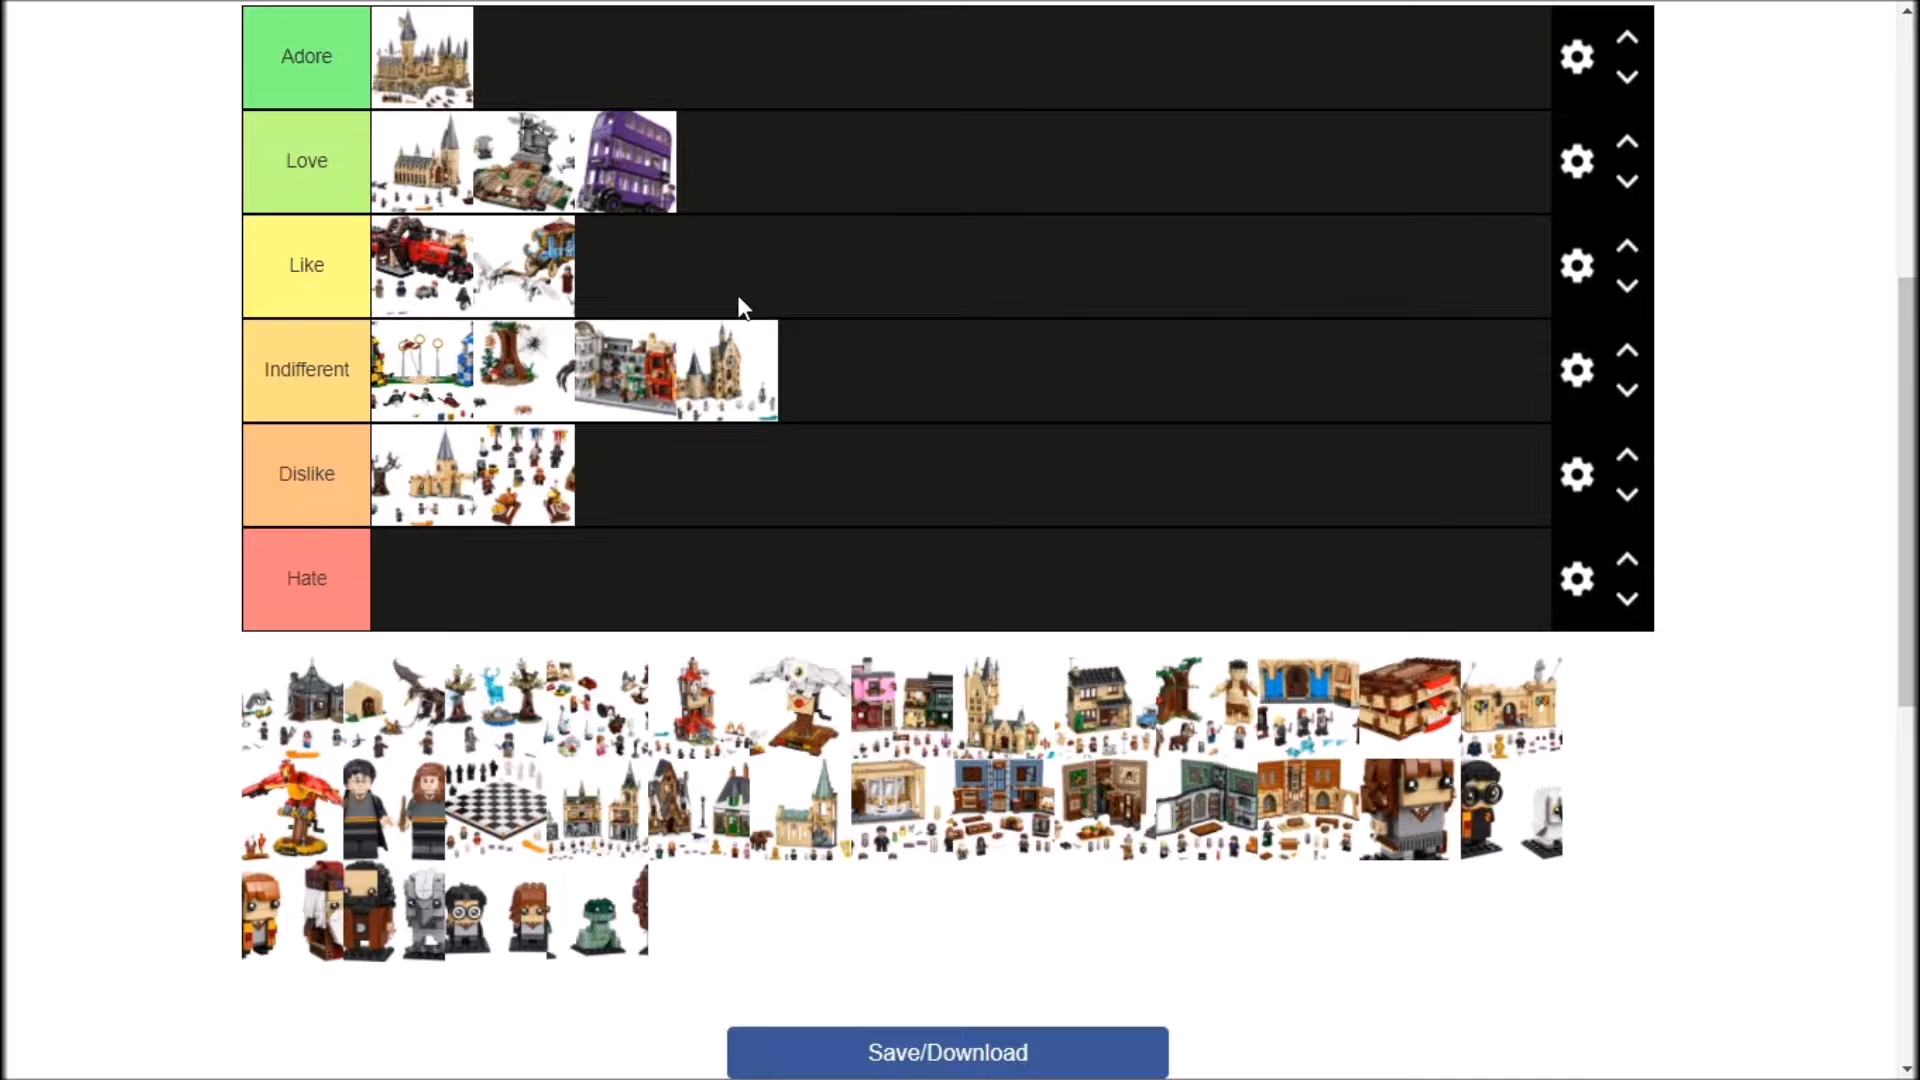 Adore
Love
Like
Indifferent
Dislike
Hate
Save/Download